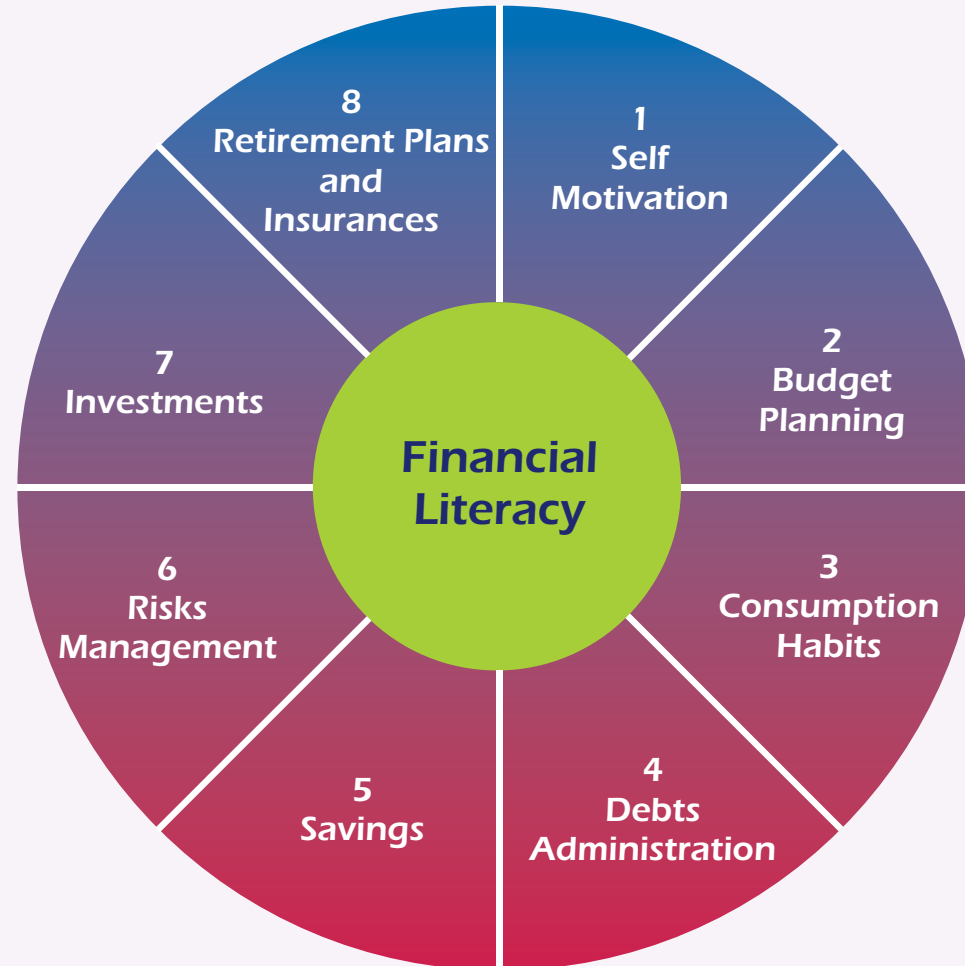 1
Self
Motivation
2
Budget
Planning
3
Consumption
Habits
4
Debts
Administration
5
Savings
6
Risks
Management
7
Investments
8
Retirement Plans
and
Insurances
Financial
Literacy